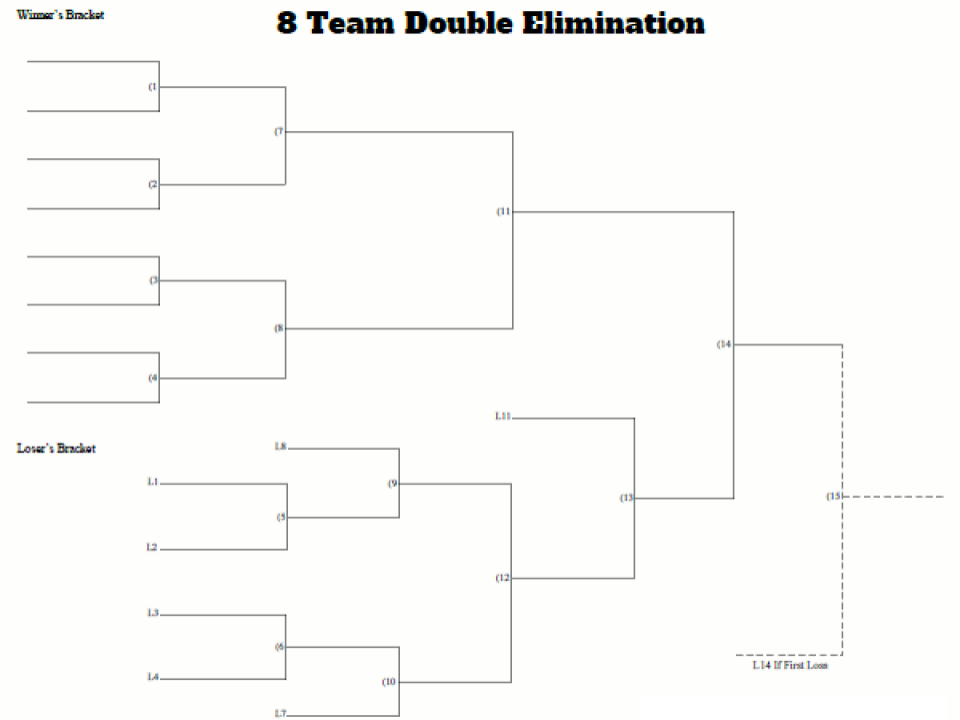 Winner's Bracket
8 Team Double Elimination
(1
(7
(2
(11
(3
(8
(14
(4
L11
Loser's Bracket
L8
L1
(9
(13
(15
(5
L2
(12
L3
(6
L14 If First Loss
L4
(10
L7